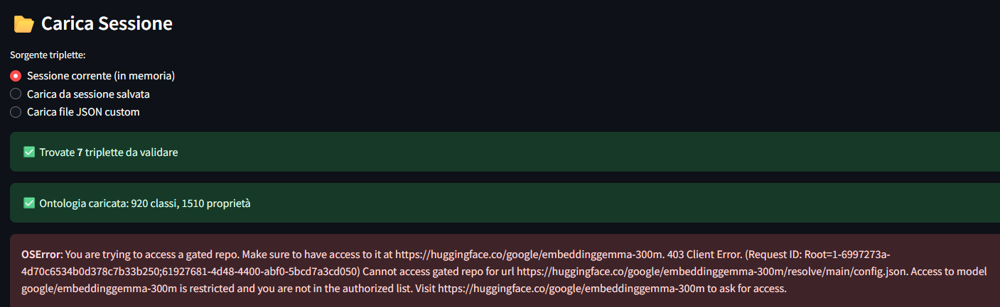 Carica Sessione
Sorgente triplette:
Sessione corrente (in memoria)
Carica da sessione salvata
Carica file JSON custom
Trovate 7 triplette da validare
Ontologia caricata: 920 classi, 1510 proprietà
OSError: You are trying to access a gated repo. Make sure to have access to it at https://huggingface.co/google/embeddinggemma-300m. 403 Client Error. (Request ID: Root=1-6997273a-
4d70c6534b0d378c7b33b250;61927681-4d48-4400-abf0-5bcd7a3cd050) Cannot access gated repo for url https://huggingface.co/google/embeddinggemma-300m/resolve/main/config.json. Access to model
google/embeddinggemma-300m is restricted and you are not in the authorized list. Visit https://huggingface.co/google/embeddinggemma-300m to ask for access.